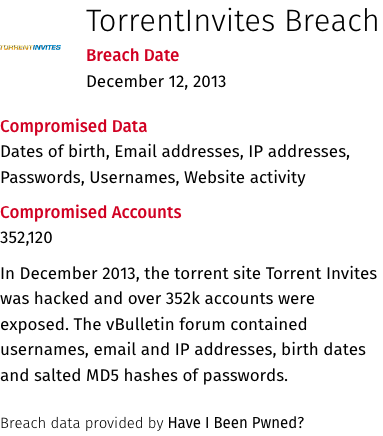 TorrentInvites Breach
TORRENT INVITES
Breach Date
December 12, 2013
Compromised Data
Dates of birth, Email addresses, IP addresses,
Passwords, Usernames, Website activity
Compromised Accounts
352,120
In December 2013, the torrent site Torrent Invites
was hacked and over 352k accounts were
exposed. The vBulletin forum contained
usernames, email and IP addresses, birth dates
and salted MD5 hashes of passwords.
Breach data provided by Have I Been Pwned?